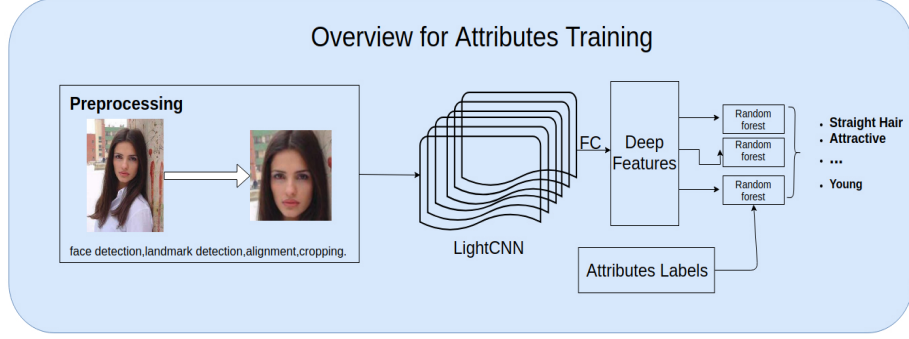 Overview for Attributes Training
Preprocessing
face detection,landmark detection,alignment,cropping.
LightCNN
FC
Deep
Features
Random
forest
Random
forest
Random
forest
Attributes Labels
• Straight Hair
• Attractive
• ...
• Young